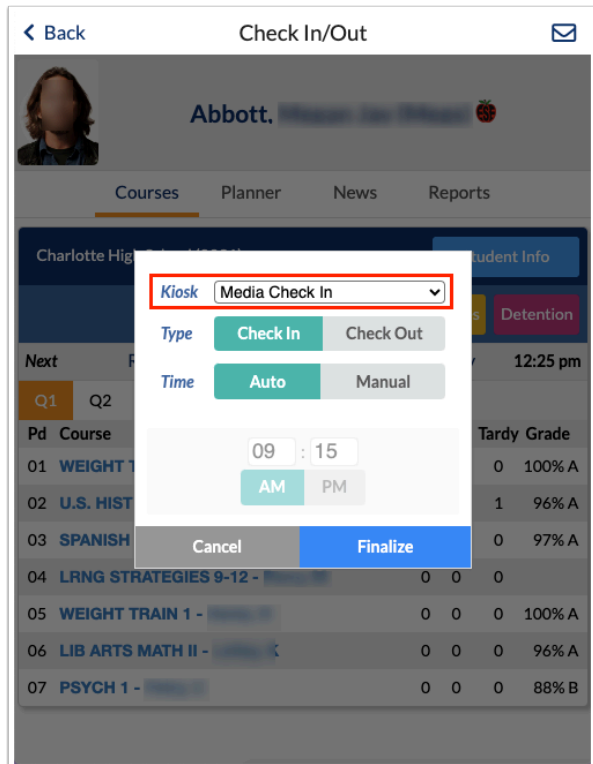 Back Check In/Out
Abbott,
Courses Planner News Reports
Charlotte Hig
tudent Info
Kiosk Media Check In
s Detention
Type Check In Check Out
Next 12:25 pm
Time Auto Manual
Q1 Q2
Pd Course Tardy Grade
09 : 15
01 WEIGHT T 0 100% A
AM PM
02 U.S. HIST 1 96% A
03 SPANISH 0 97% A
Cancel Finalize
04 LRNG STRATEGIES 9-12 - 0 0 0
05 WEIGHT TRAIN 1 - 0 0 0 100% A
06 LIB ARTS MATH II - 0 0 0 96% A
07 PSYCH 1 - 0 0 0 88% B